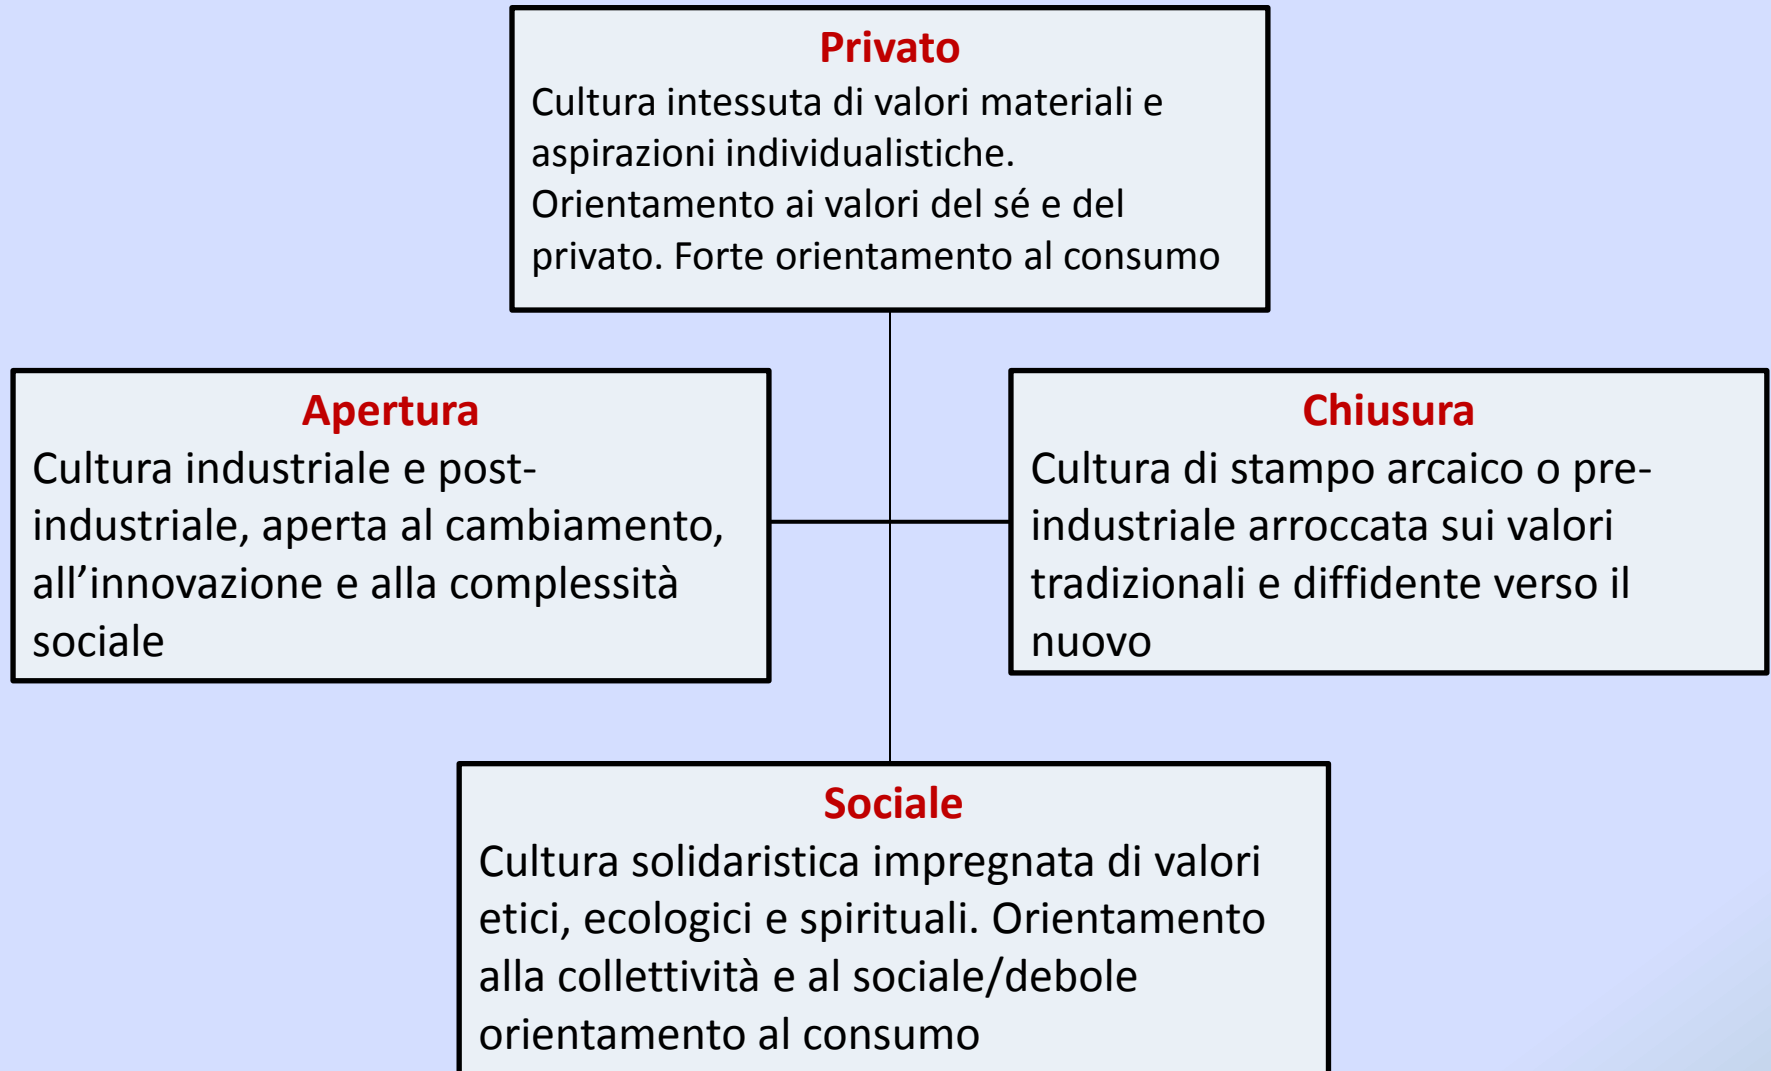 Privato
Cultura intessuta di valori materiali e
aspirazioni individualistiche.
Orientamento ai valori del sé e del
privato. Forte orientamento al consumo
Apertura
Cultura industriale e post-
industriale, aperta al cambiamento,
all’innovazione e alla complessità
sociale
Chiusura
Cultura di stampo arcaico o pre-
industriale arroccata sui valori
tradizionali e diffidente verso il
nuovo
Sociale
Cultura solidaristica impregnata di valori
etici, ecologici e spirituali. Orientamento
alla collettività e al sociale/debole
orientamento al consumo